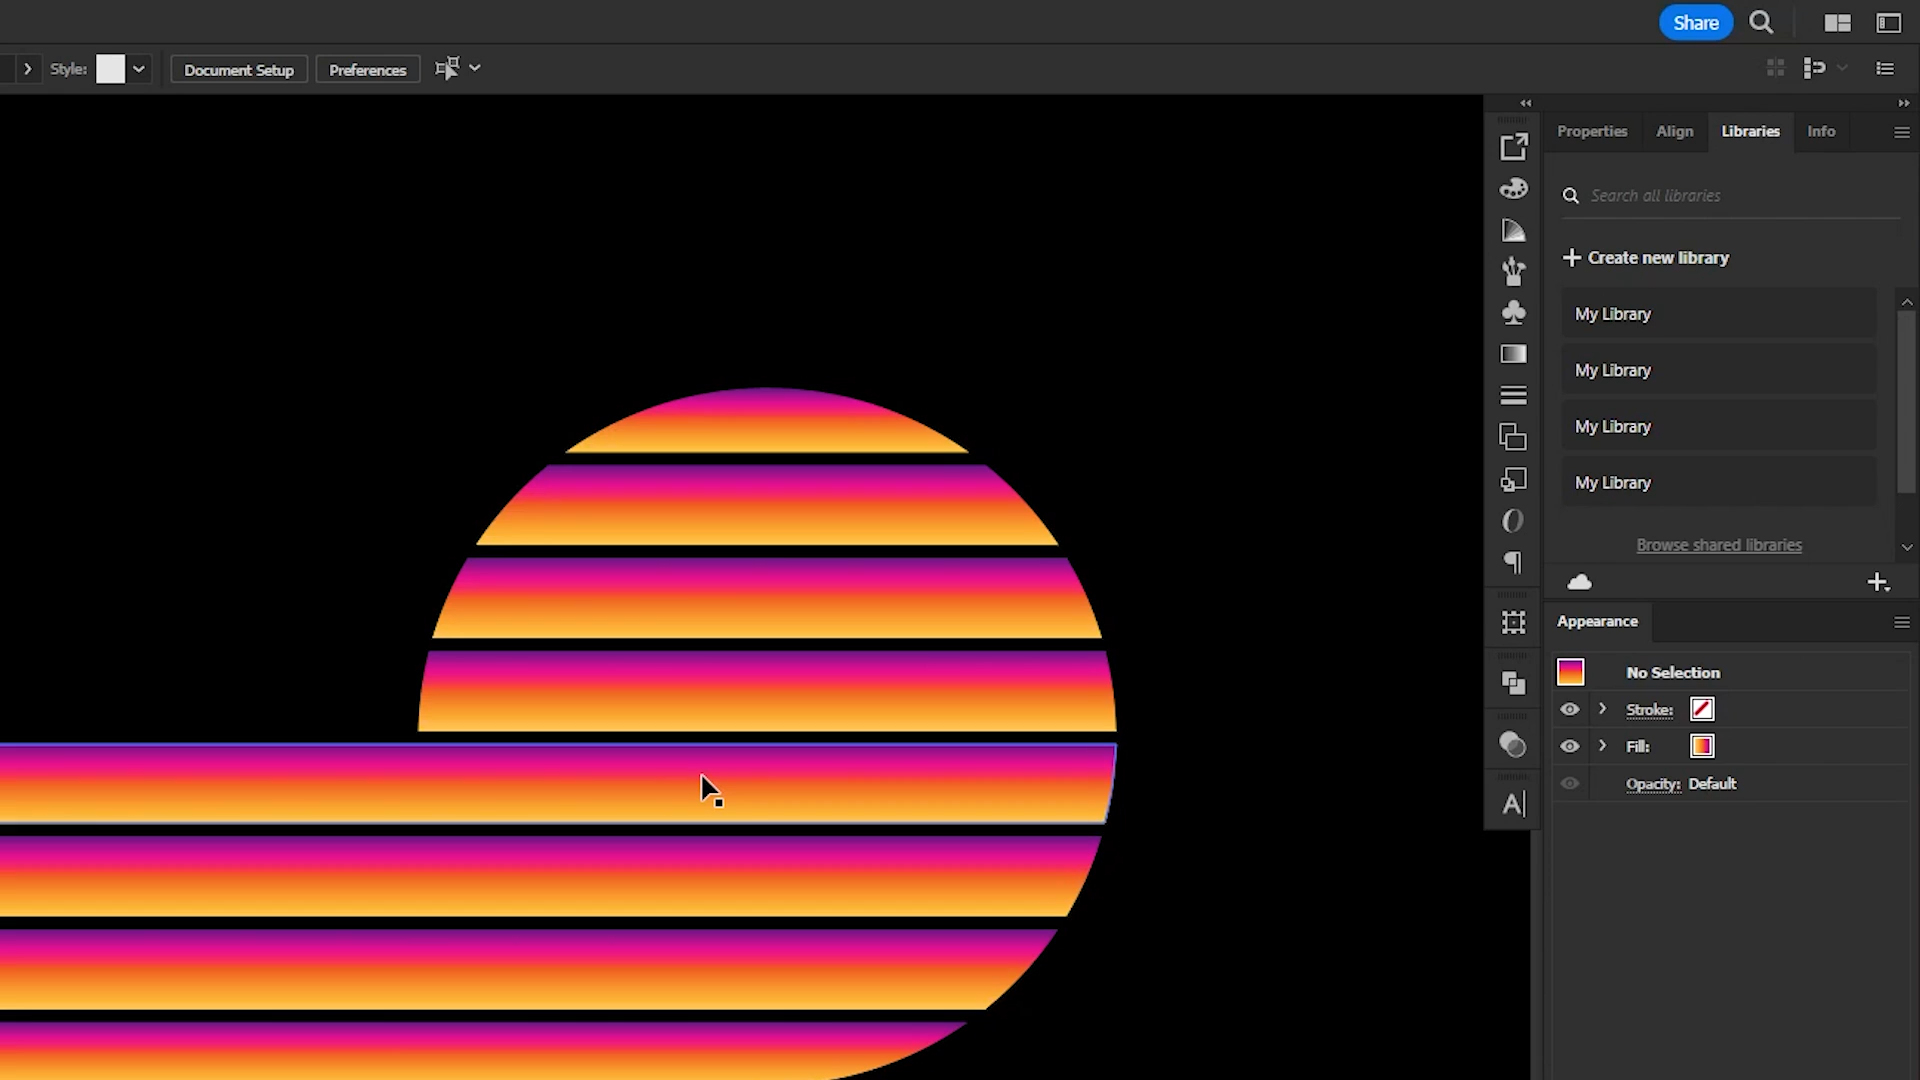 Share
Style:
Document Setup
Preferences
Properties
Align
Libraries
Info
Search all libraries
Create new library
My Library
My Library
My Library
My Library
Browse shared libraries
Appearance
No Selection
Stroke:
Fill:
Opacity: Default